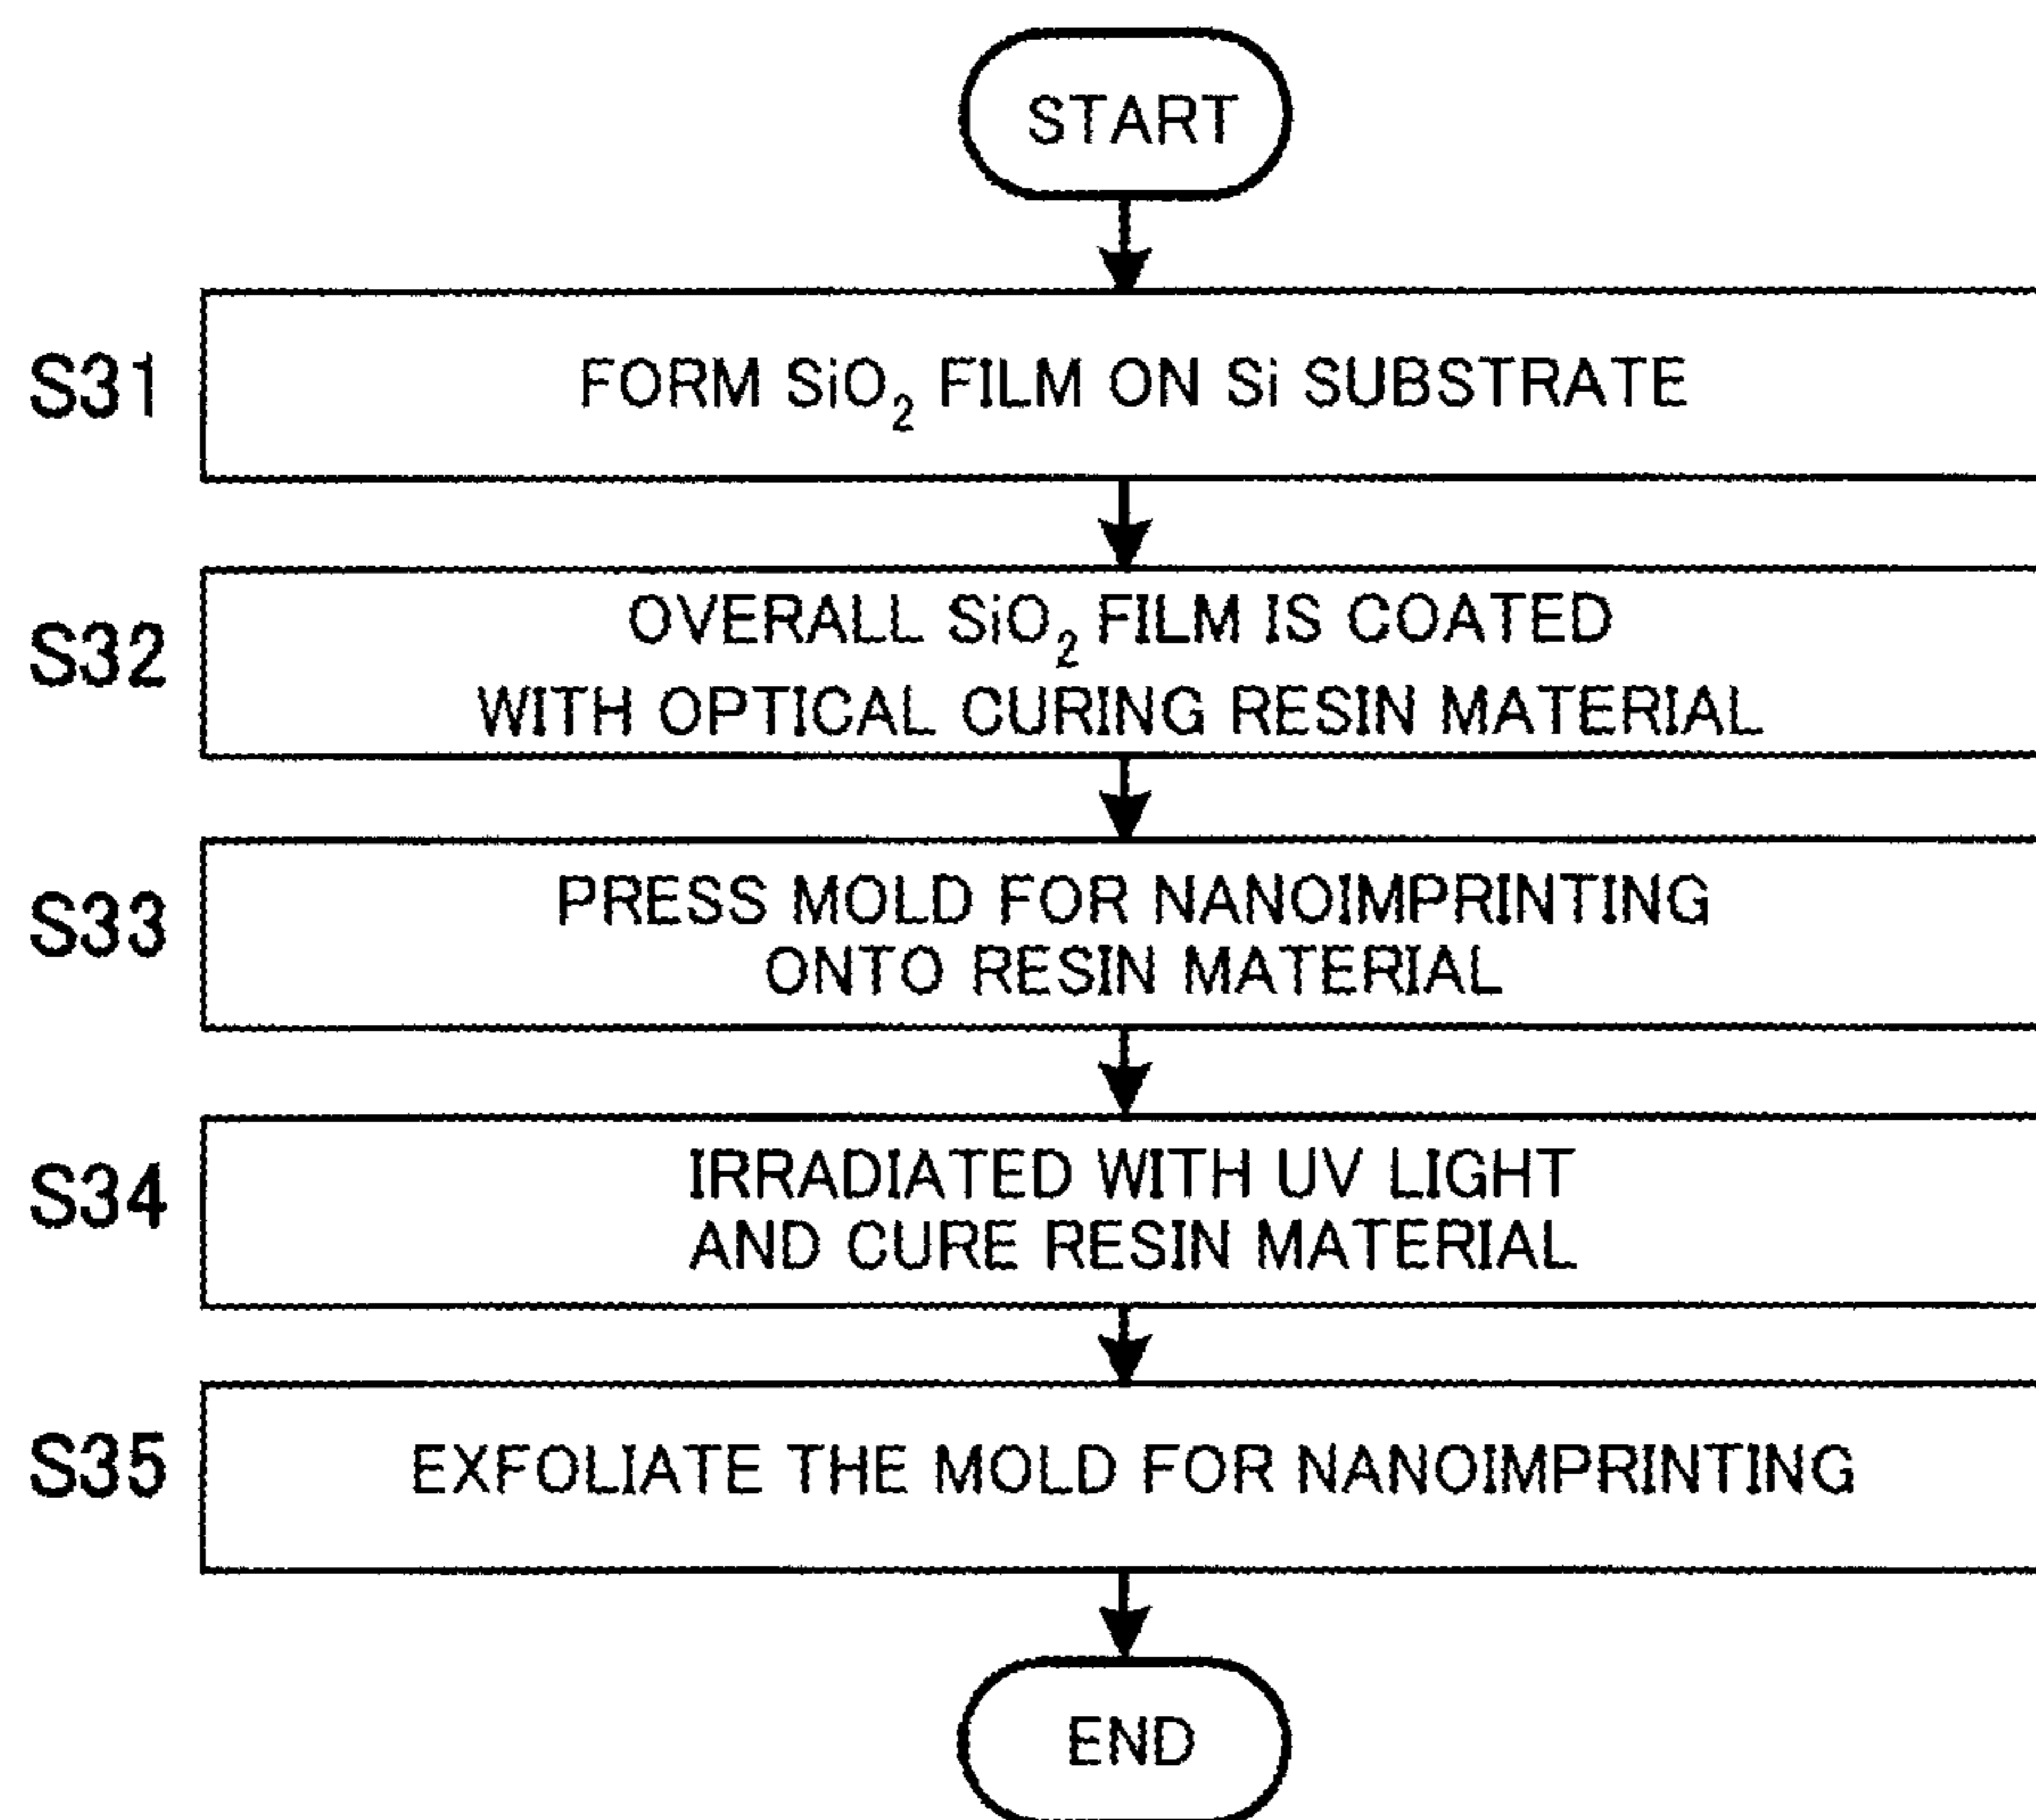 START
S31
FORM SiO₂ FILM ON Si SUBSTRATE
S32
OVERALL SiO₂ FILM IS COATED
WITH OPTICAL CURING RESIN MATERIAL
S33
PRESS MOLD FOR NANOIMPRINTING
ONTO RESIN MATERIAL
S34
IRRADIATED WITH UV LIGHT
AND CURE RESIN MATERIAL
S35
EXFOLIATE THE MOLD FOR NANOIMPRINTING
END